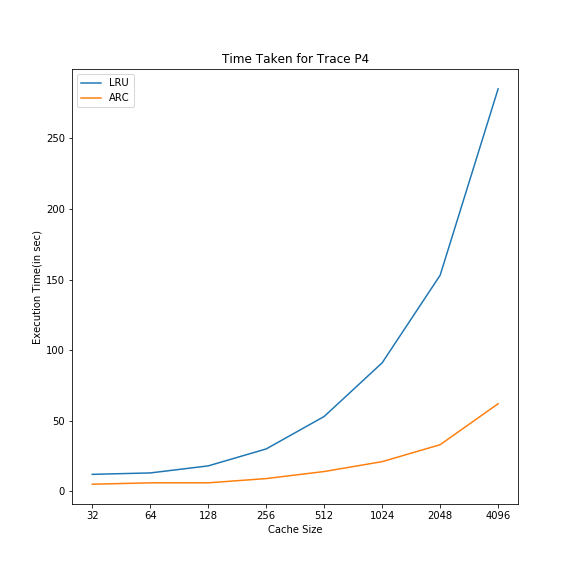 Time Taken for Trace P4
LRU
ARC
Execution Time(in sec)
250
200
150
100
50
0
32 64 128 256 512 1024 2048 4096
Cache Size